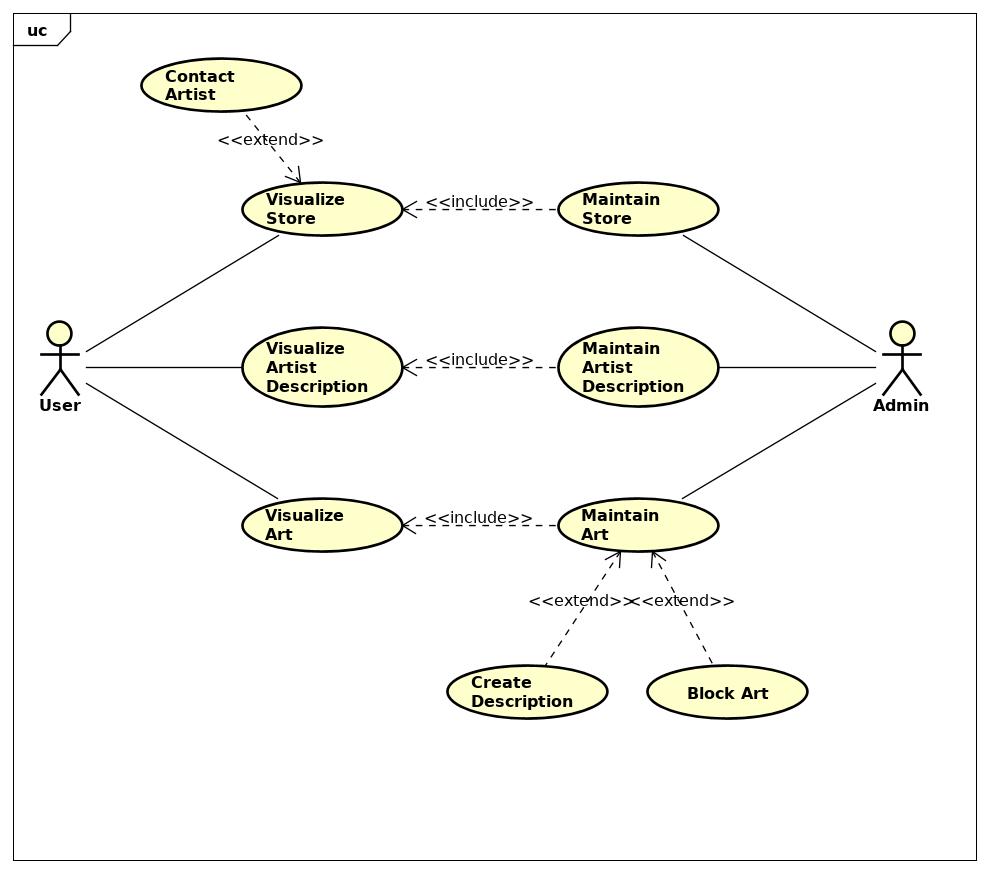 uc
Contact
Artist
<<extend>>
Visualize
Store
<<include>>
Maintain
Store
Visualize
Artist
Description
<<include>>
Maintain
Artist
Description
User
Admin
Visualize
Art
<<include>>
Maintain
Art
<<extend>>
<<extend>>
Create
Description
Block Art